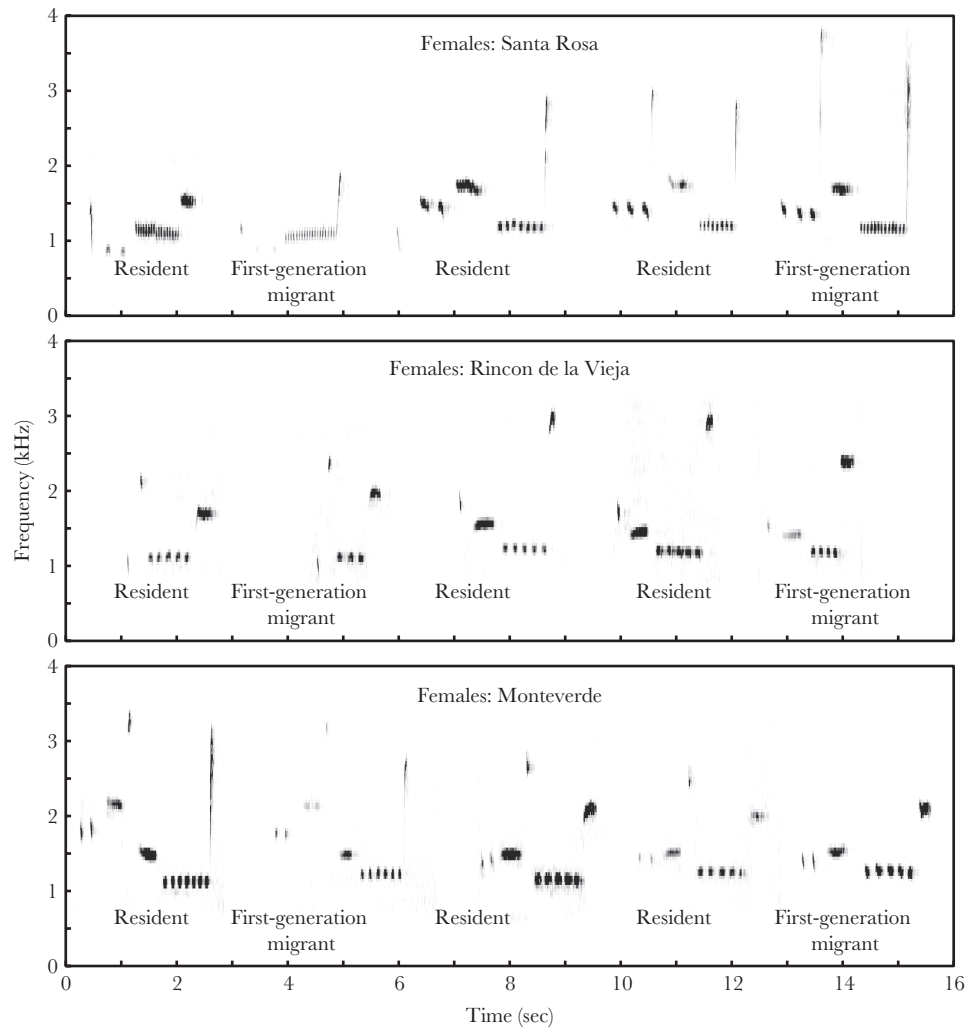 4
Females: Santa Rosa
3
2
1
Resident First-generation migrant Resident Resident First-generation migrant
0
4
Females: Rincon de la Vieja
3
2
Frequency (kHz)
1
Resident First-generation migrant Resident Resident First-generation migrant
0
4
Females: Monteverde
3
2
1
Resident First-generation migrant Resident Resident First-generation migrant
0
0 2 4 6 8 10 12 14 16
Time (sec)